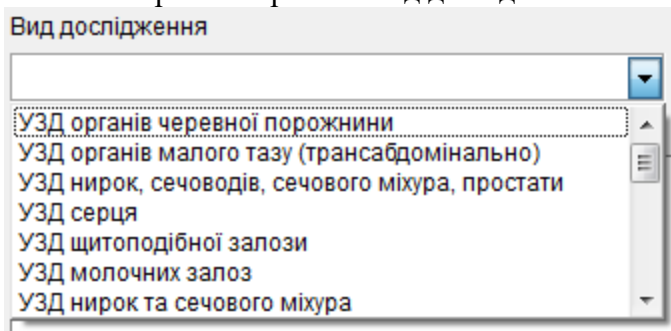 Вид дослідження
УЗД органів черевної порожнини
УЗД органів малого тазу (трансабдомінально)
УЗД нирок, сечоводів, сечового міхура, простати
УЗД серця
УЗД щитоподібної залози
УЗД молочних залоз
УЗД нирок та сечового міхура